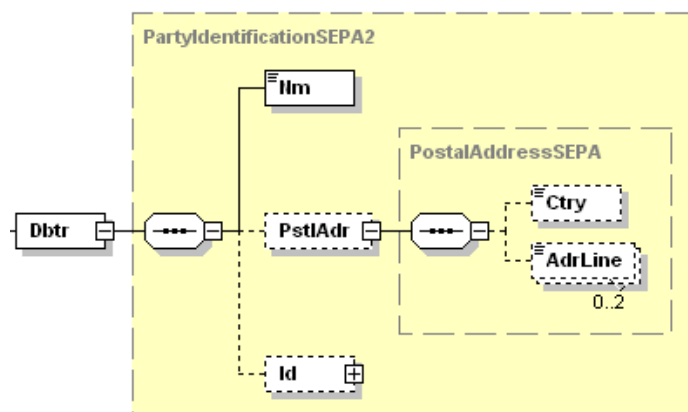 PartyIdentificationSEPA2
Nm
PostalAddressSEPA
Ctry
Dbtr
PstlAdr
AdrLine
0..2
Id